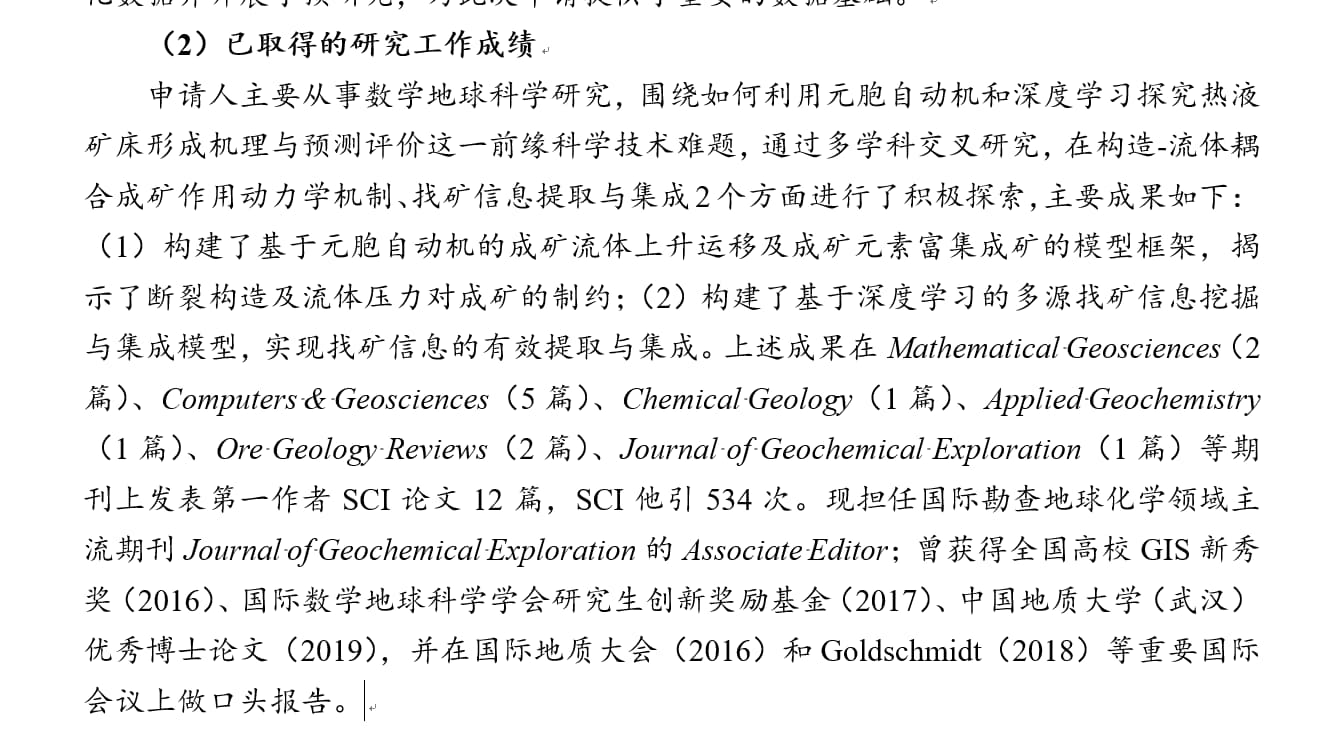 （2）已取得的研究工作成绩
申请人主要从事数学地球科学研究，围绕如何利用元胞自动机和深度学习探究热液
矿床形成机理与预测评价这一前缘科学技术难题，通过多学科交叉研究，在构造-流体耦
合成矿作用动力学机制、找矿信息提取与集成 2 个方面进行了积极探索，主要成果如下：
（1）构建了基于元胞自动机的成矿流体上升运移及成矿元素富集成矿的模型框架，揭
示了断裂构造及流体压力对成矿的制约；（2）构建了基于深度学习的多源找矿信息挖掘
与集成模型，实现找矿信息的有效提取与集成。上述成果在 Mathematical Geosciences（2
篇）、Computers & Geosciences（5 篇）、Chemical Geology（1 篇）、Applied Geochemistry
（1 篇）、Ore Geology Reviews（2 篇）、Journal of Geochemical Exploration（1 篇）等期
刊上发表第一作者 SCI 论文 12 篇，SCI 他引 534 次。现担任国际勘查地球化学领域主
流期刊 Journal of Geochemical Exploration 的 Associate Editor；曾获得全国高校 GIS 新秀
奖（2016）、国际数学地球科学学会研究生创新奖励基金（2017）、中国地质大学（武汉）
优秀博士论文（2019），并在国际地质大会（2016）和 Goldschmidt（2018）等重要国际
会议上做口头报告。